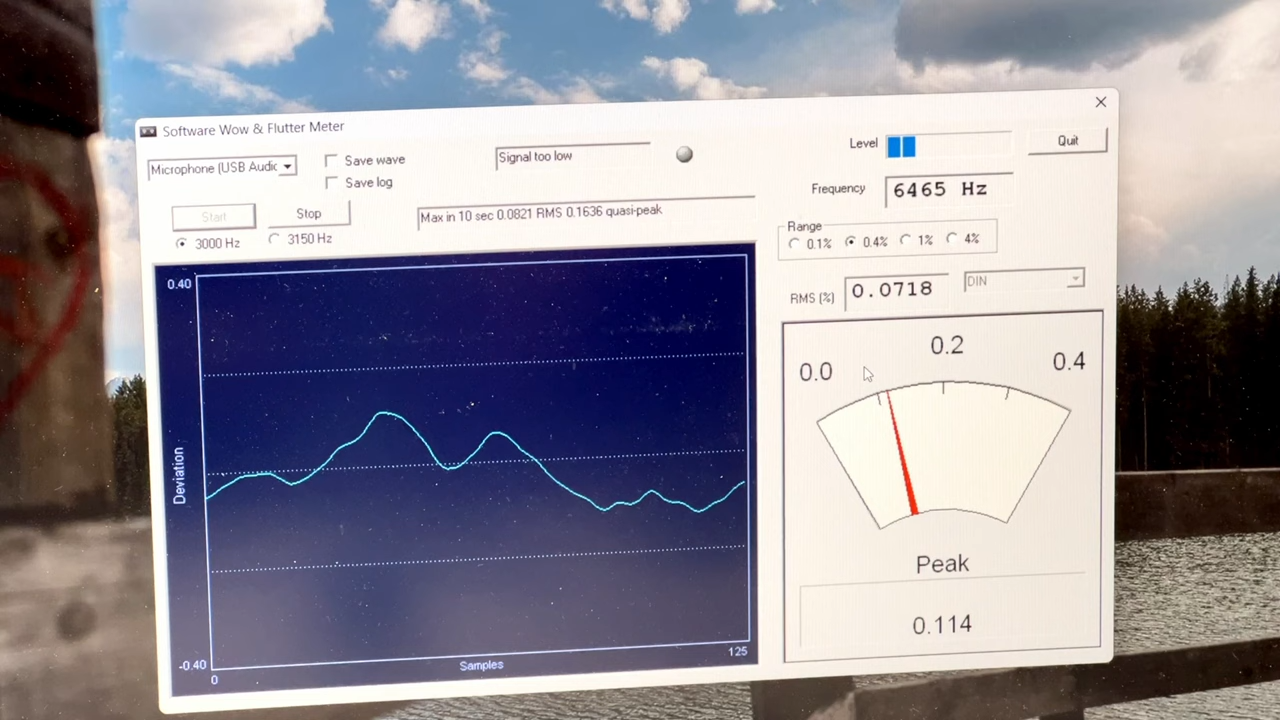 Software Wow & Flutter Meter
Microphone (USB Audic
Save wave
Save log
Signal too low
Level
Quit
Frequency
6465 Hz
Start
Stop
Max in 10 sec 0.0821 RMS 0.1636 quasi-peak
3000 Hz
3150 Hz
Range
0.1%
0.4%
1%
4%
RMS (%)
0.0718
DIN
0.40
Deviation
-0.40
0
Samples
125
0.0
0.2
0.4
Peak
0.114